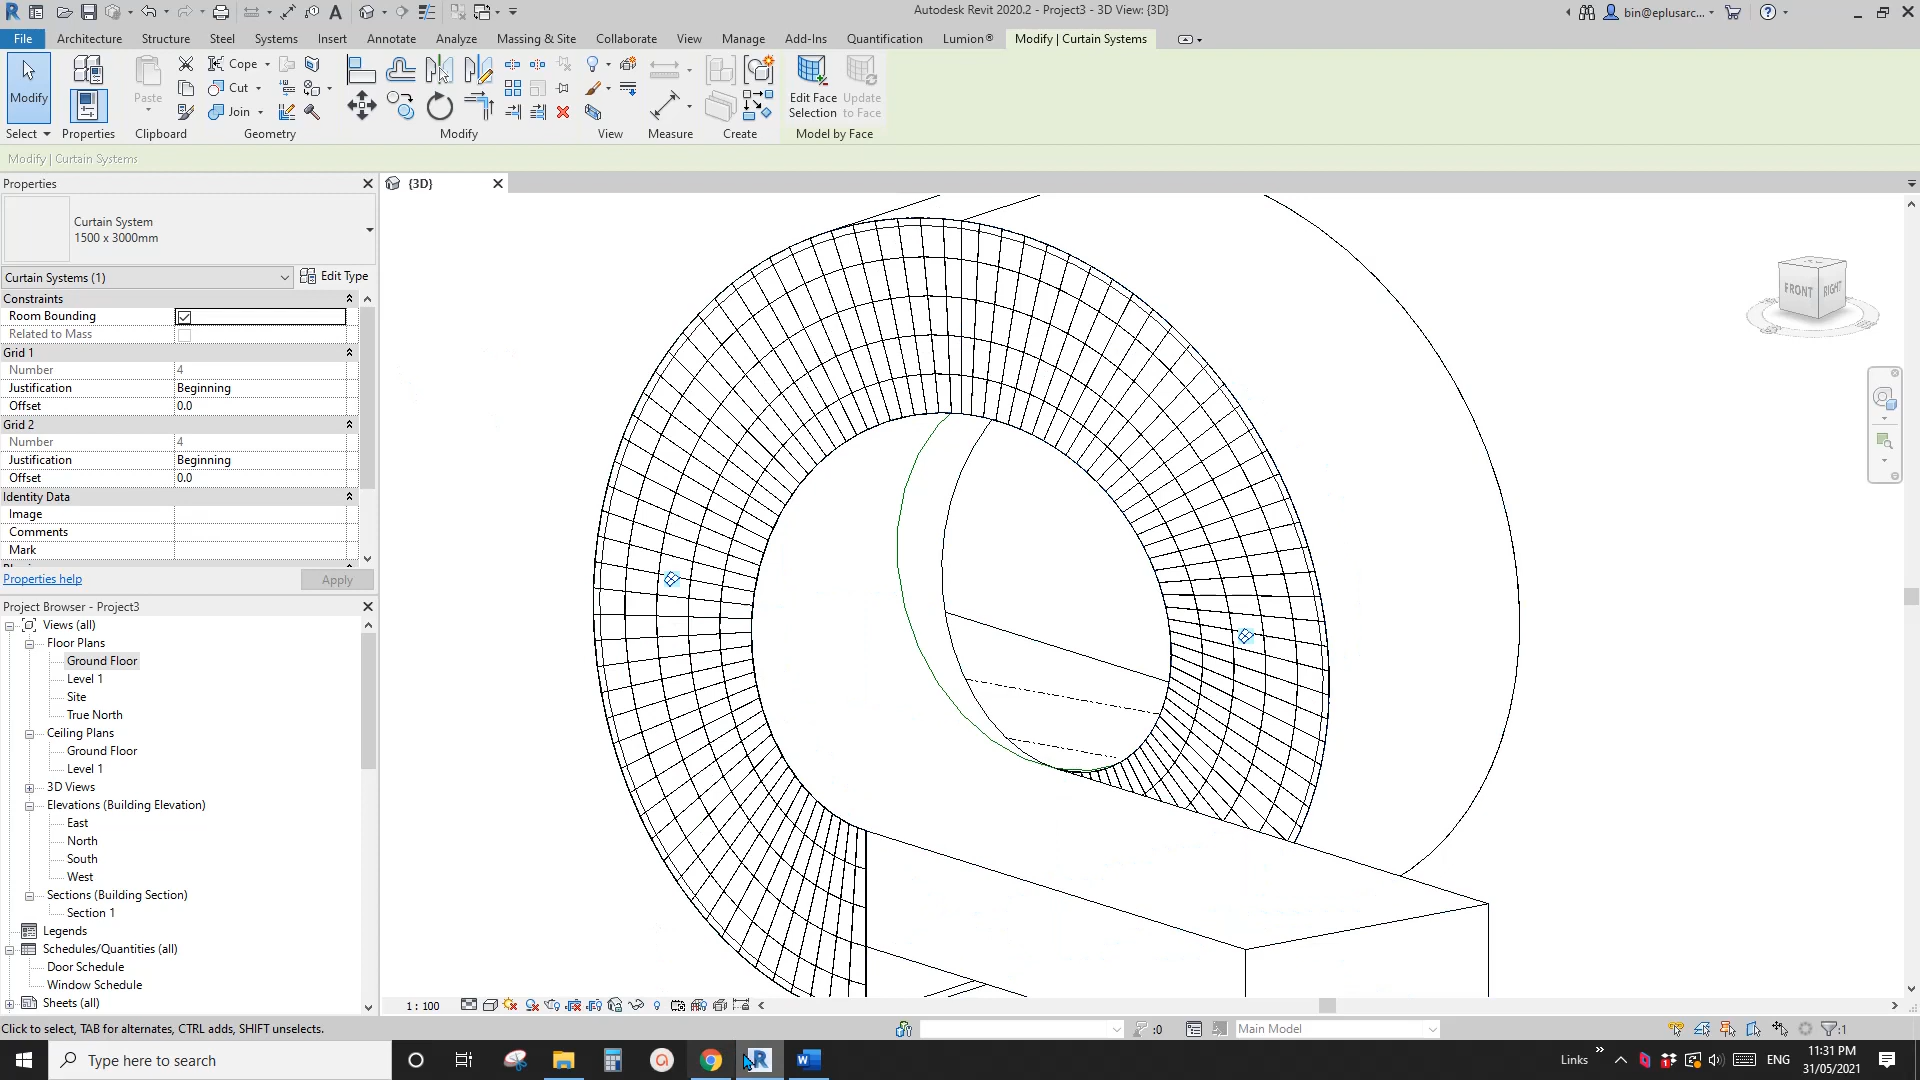 Autodesk Revit 2020.2 - Project3 - 3D View: {3D}
bin@eplusarc...
File Architecture Structure Steel Systems Insert Annotate Analyze Massing & Site Collaborate View Manage Add-Ins Quantification Lumion® Modify | Curtain Systems
Modify
Select
Properties
Paste
Clipboard
Cope
Cut
Join
Geometry
Modify
View
Measure
Create
Edit Face
Selection
Update
to Face
Model by Face
Modify | Curtain Systems
Properties
{3D}
Curtain System
1500 x 3000mm
Curtain Systems (1)
Edit Type
Constraints
Room Bounding
Related to Mass
Grid 1
Number 4
Justification Beginning
Offset 0.0
Grid 2
Number 4
Justification Beginning
Offset 0.0
Identity Data
Image
Comments
Mark
Properties help
Apply
FRONT RIGHT
Project Browser - Project3
Views (all)
Floor Plans
Ground Floor
Level 1
Site
True North
Ceiling Plans
Ground Floor
Level 1
3D Views
Elevations (Building Elevation)
East
North
South
West
Sections (Building Section)
Section 1
Legends
Schedules/Quantities (all)
Door Schedule
Window Schedule
Sheets (all)
1 : 100
Click to select, TAB for alternates, CTRL adds, SHIFT unselects.
:0
Main Model
:1
Type here to search
Links
ENG
11:31 PM
31/05/2021